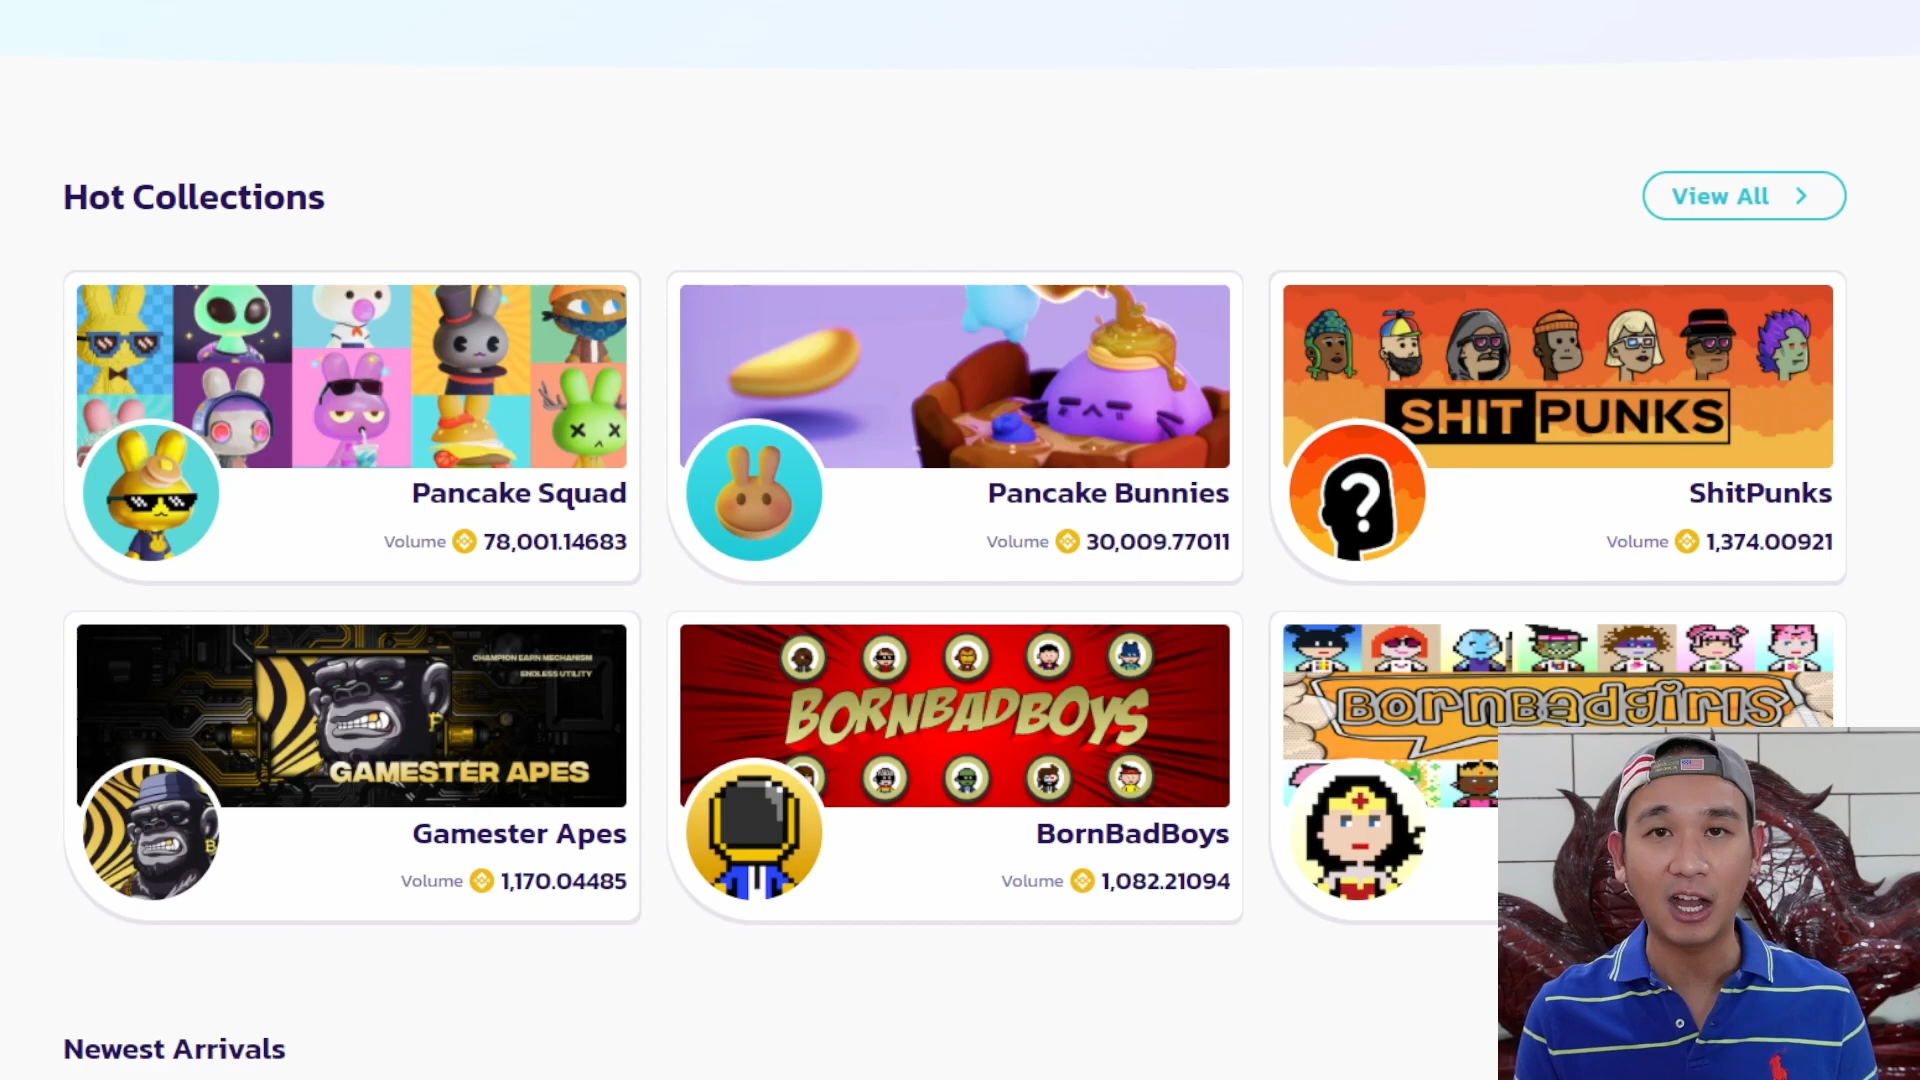 Hot Collections
View All
SHIT PUNKS
Pancake Squad
Volume 78,001.14683
Pancake Bunnies
Volume 30,009.77011
ShitPunks
Volume 1,374.00921
CHAMPION EARN MECHANISM
ENDLESS UTILITY
GAMESTER APES
BORNBADBOYS
BORNBADGIRLS
Gamester Apes
Volume 1,170.04485
BornBadBoys
Volume 1,082.21094
Newest Arrivals